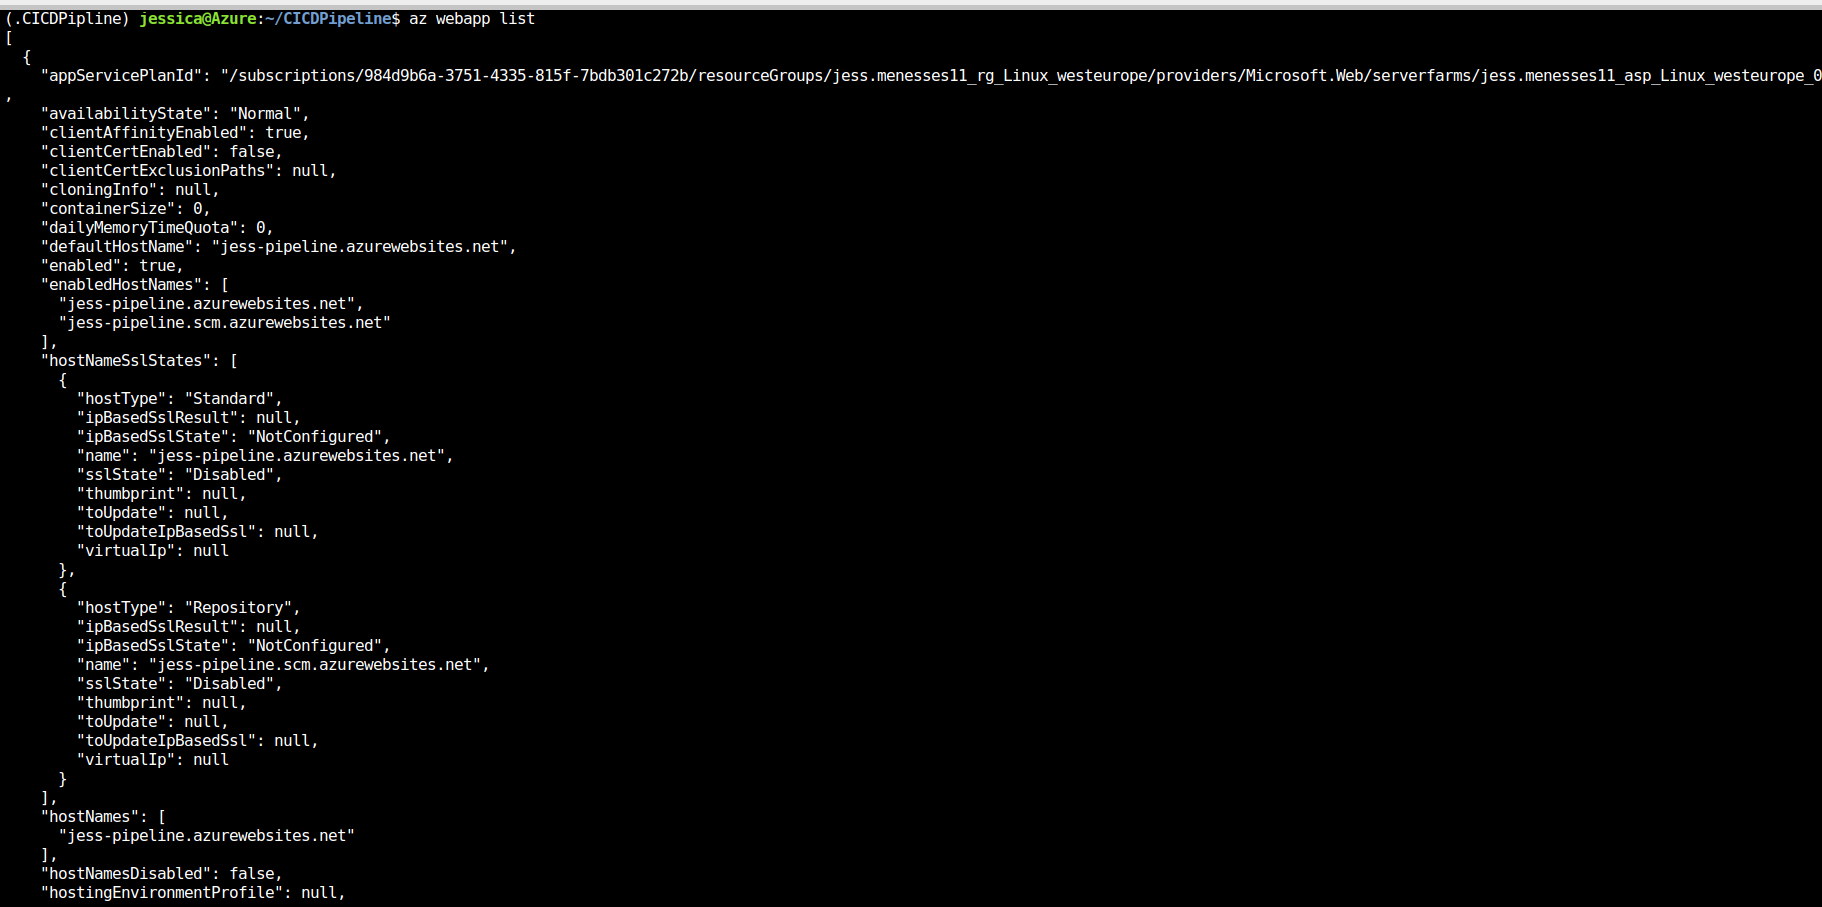 (.CICDPipline) jessica@Azure:~/CICDPipeline$ az webapp list
[
  {
    "appServicePlanId": "/subscriptions/984d9b6a-3751-4335-815f-7bdb301c272b/resourceGroups/jess.menesses11_rg_Linux_westeurope/providers/Microsoft.Web/serverfarms/jess.menesses11_asp_Linux_westeurope_0
,
    "availabilityState": "Normal",
    "clientAffinityEnabled": true,
    "clientCertEnabled": false,
    "clientCertExclusionPaths": null,
    "cloningInfo": null,
    "containerSize": 0,
    "dailyMemoryTimeQuota": 0,
    "defaultHostName": "jess-pipeline.azurewebsites.net",
    "enabled": true,
    "enabledHostNames": [
      "jess-pipeline.azurewebsites.net",
      "jess-pipeline.scm.azurewebsites.net"
    ],
    "hostNameSslStates": [
      {
        "hostType": "Standard",
        "ipBasedSslResult": null,
        "ipBasedSslState": "NotConfigured",
        "name": "jess-pipeline.azurewebsites.net",
        "sslState": "Disabled",
        "thumbprint": null,
        "toUpdate": null,
        "toUpdateIpBasedSsl": null,
        "virtualIp": null
      },
      {
        "hostType": "Repository",
        "ipBasedSslResult": null,
        "ipBasedSslState": "NotConfigured",
        "name": "jess-pipeline.scm.azurewebsites.net",
        "sslState": "Disabled",
        "thumbprint": null,
        "toUpdate": null,
        "toUpdateIpBasedSsl": null,
        "virtualIp": null
      }
    ],
    "hostNames": [
      "jess-pipeline.azurewebsites.net"
    ],
    "hostNamesDisabled": false,
    "hostingEnvironmentProfile": null,